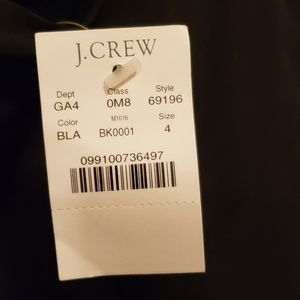 J.CREW
Dept Class Style
GA4 0M8 69196
Color M1016 Size
BLA BK0001 4
099100736497